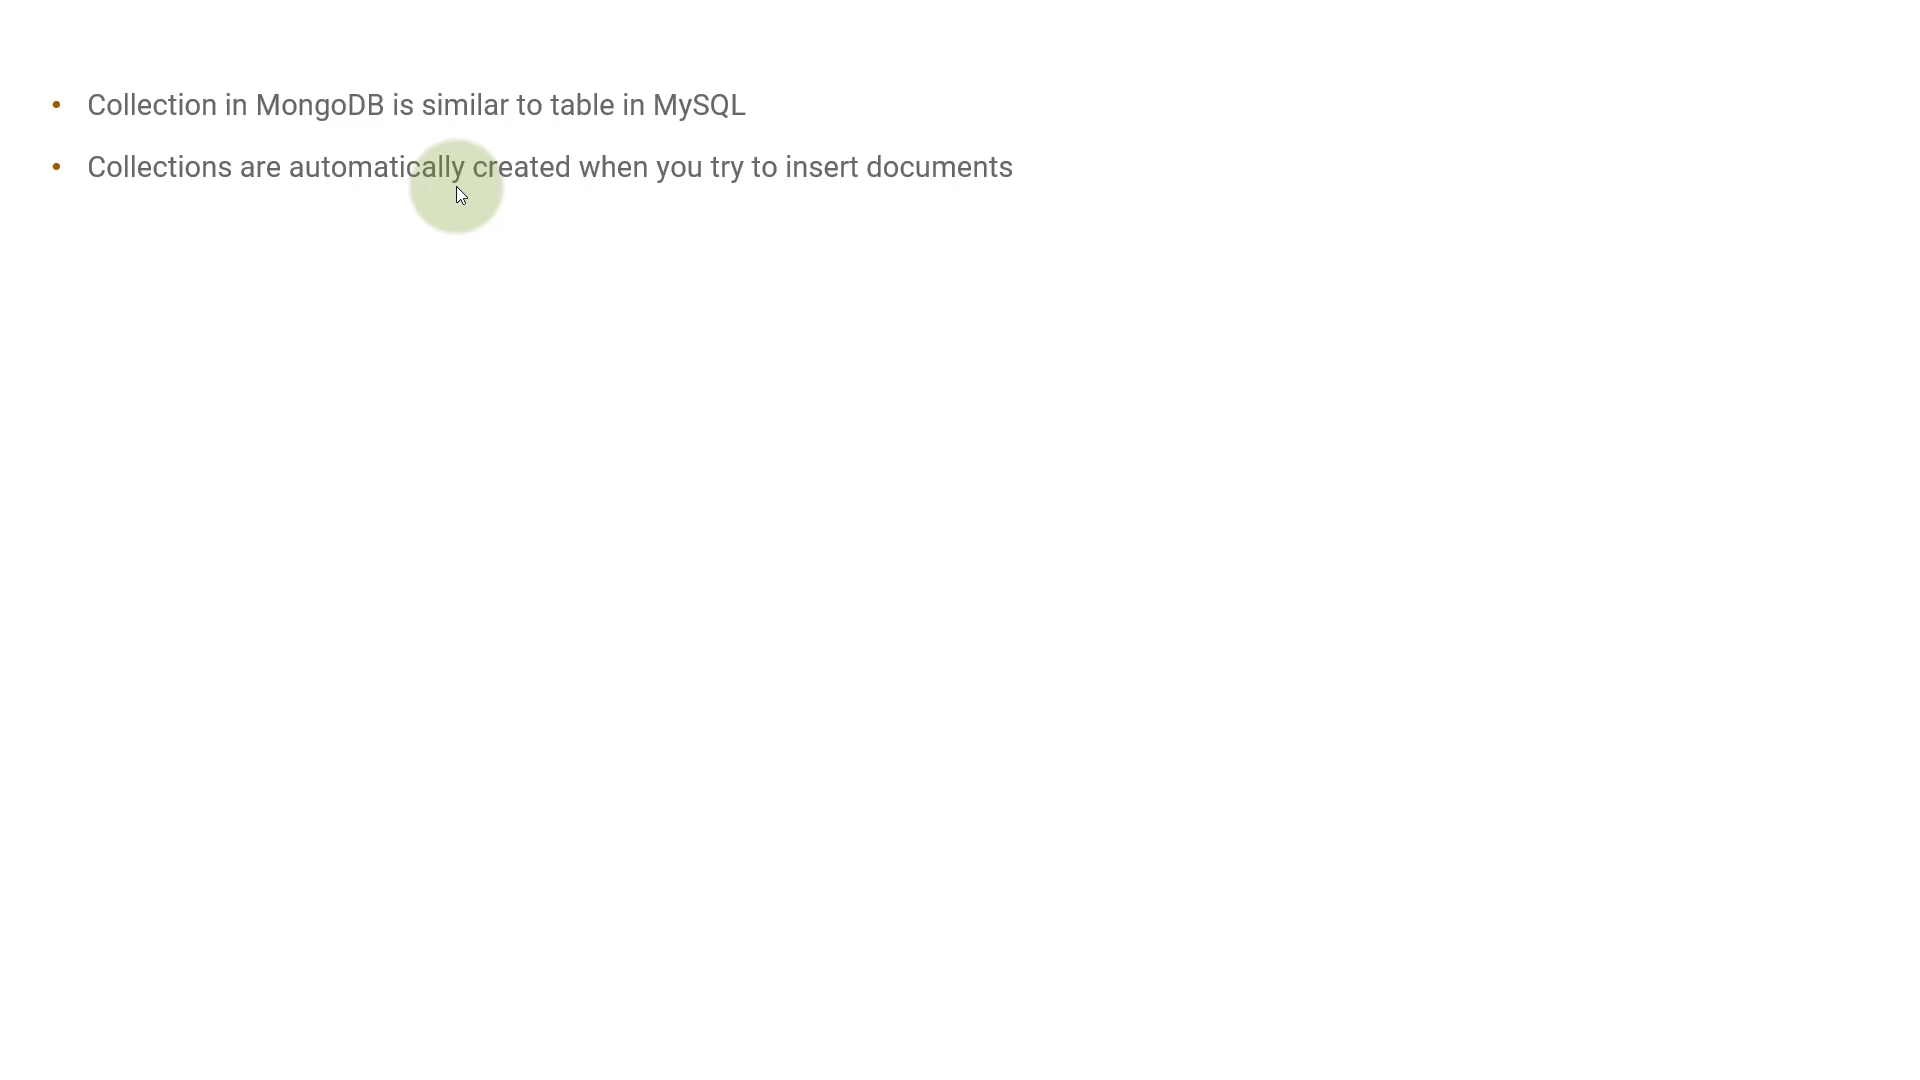 • Collection in MongoDB is similar to table in MySQL
• Collections are automatically created when you try to insert documents